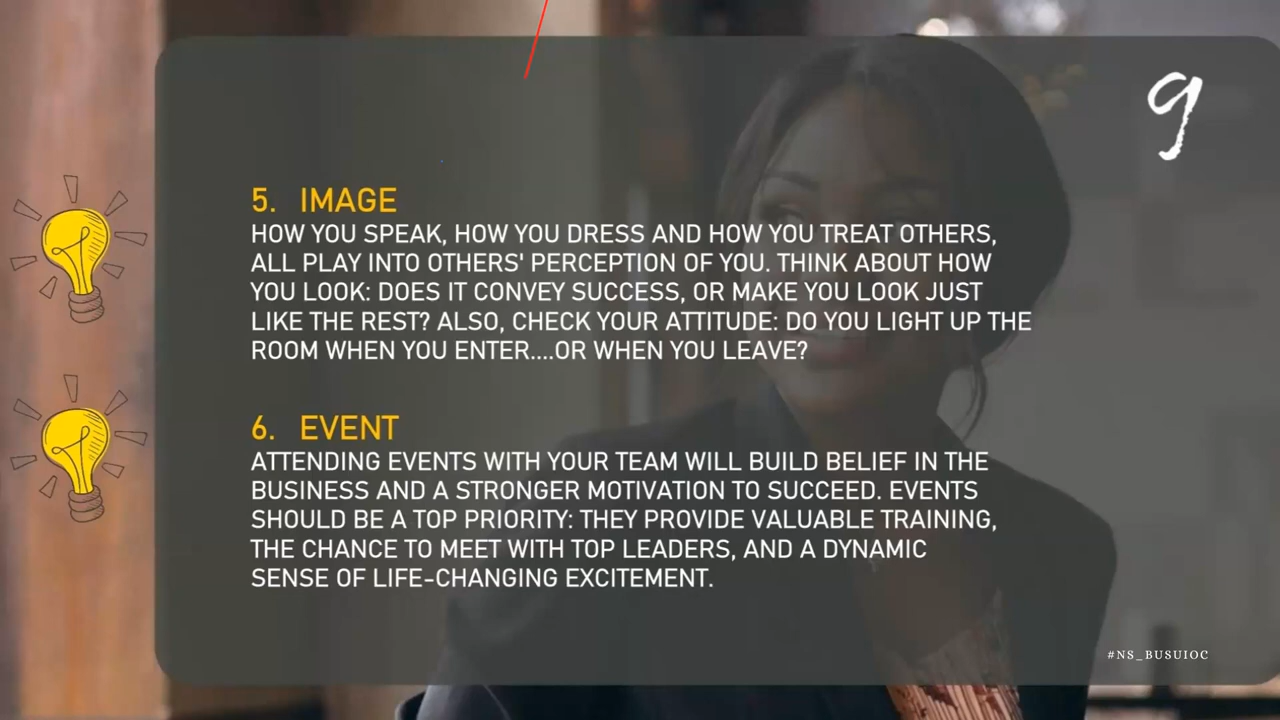 9
5. IMAGE
HOW YOU SPEAK, HOW YOU DRESS AND HOW YOU TREAT OTHERS,
ALL PLAY INTO OTHERS' PERCEPTION OF YOU. THINK ABOUT HOW
YOU LOOK: DOES IT CONVEY SUCCESS, OR MAKE YOU LOOK JUST
LIKE THE REST? ALSO, CHECK YOUR ATTITUDE: DO YOU LIGHT UP THE
ROOM WHEN YOU ENTER....OR WHEN YOU LEAVE?
6. EVENT
ATTENDING EVENTS WITH YOUR TEAM WILL BUILD BELIEF IN THE
BUSINESS AND A STRONGER MOTIVATION TO SUCCEED. EVENTS
SHOULD BE A TOP PRIORITY: THEY PROVIDE VALUABLE TRAINING,
THE CHANCE TO MEET WITH TOP LEADERS, AND A DYNAMIC
SENSE OF LIFE-CHANGING EXCITEMENT.
#NS_BUSUIOC